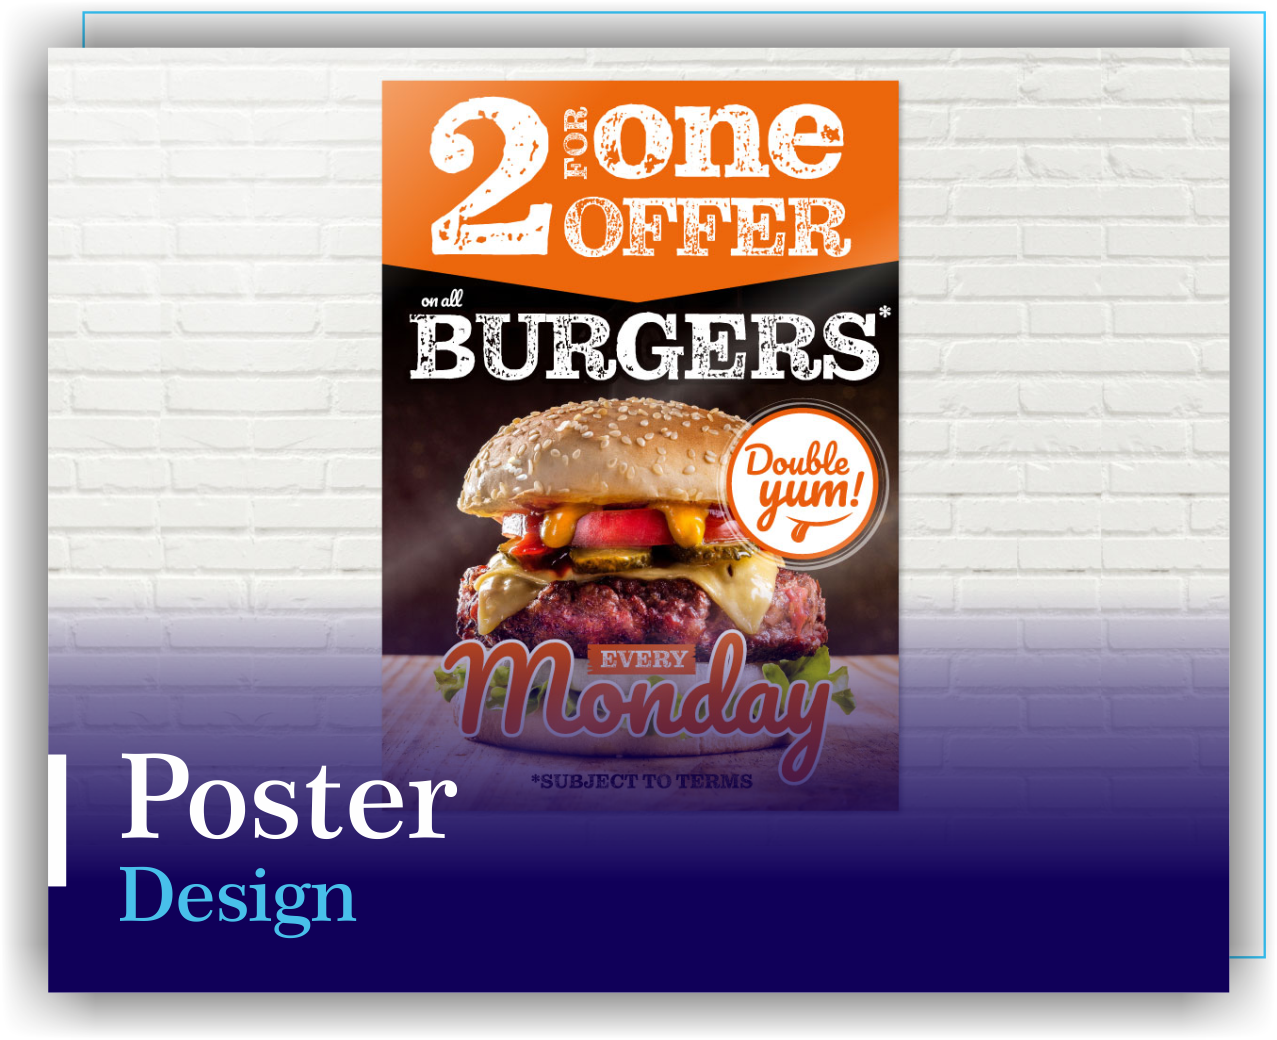 2 FOR one
OFFER
on all
BURGERS*
Double
yum!
EVERY
Monday
*SUBJECT TO TERMS
Poster
Design